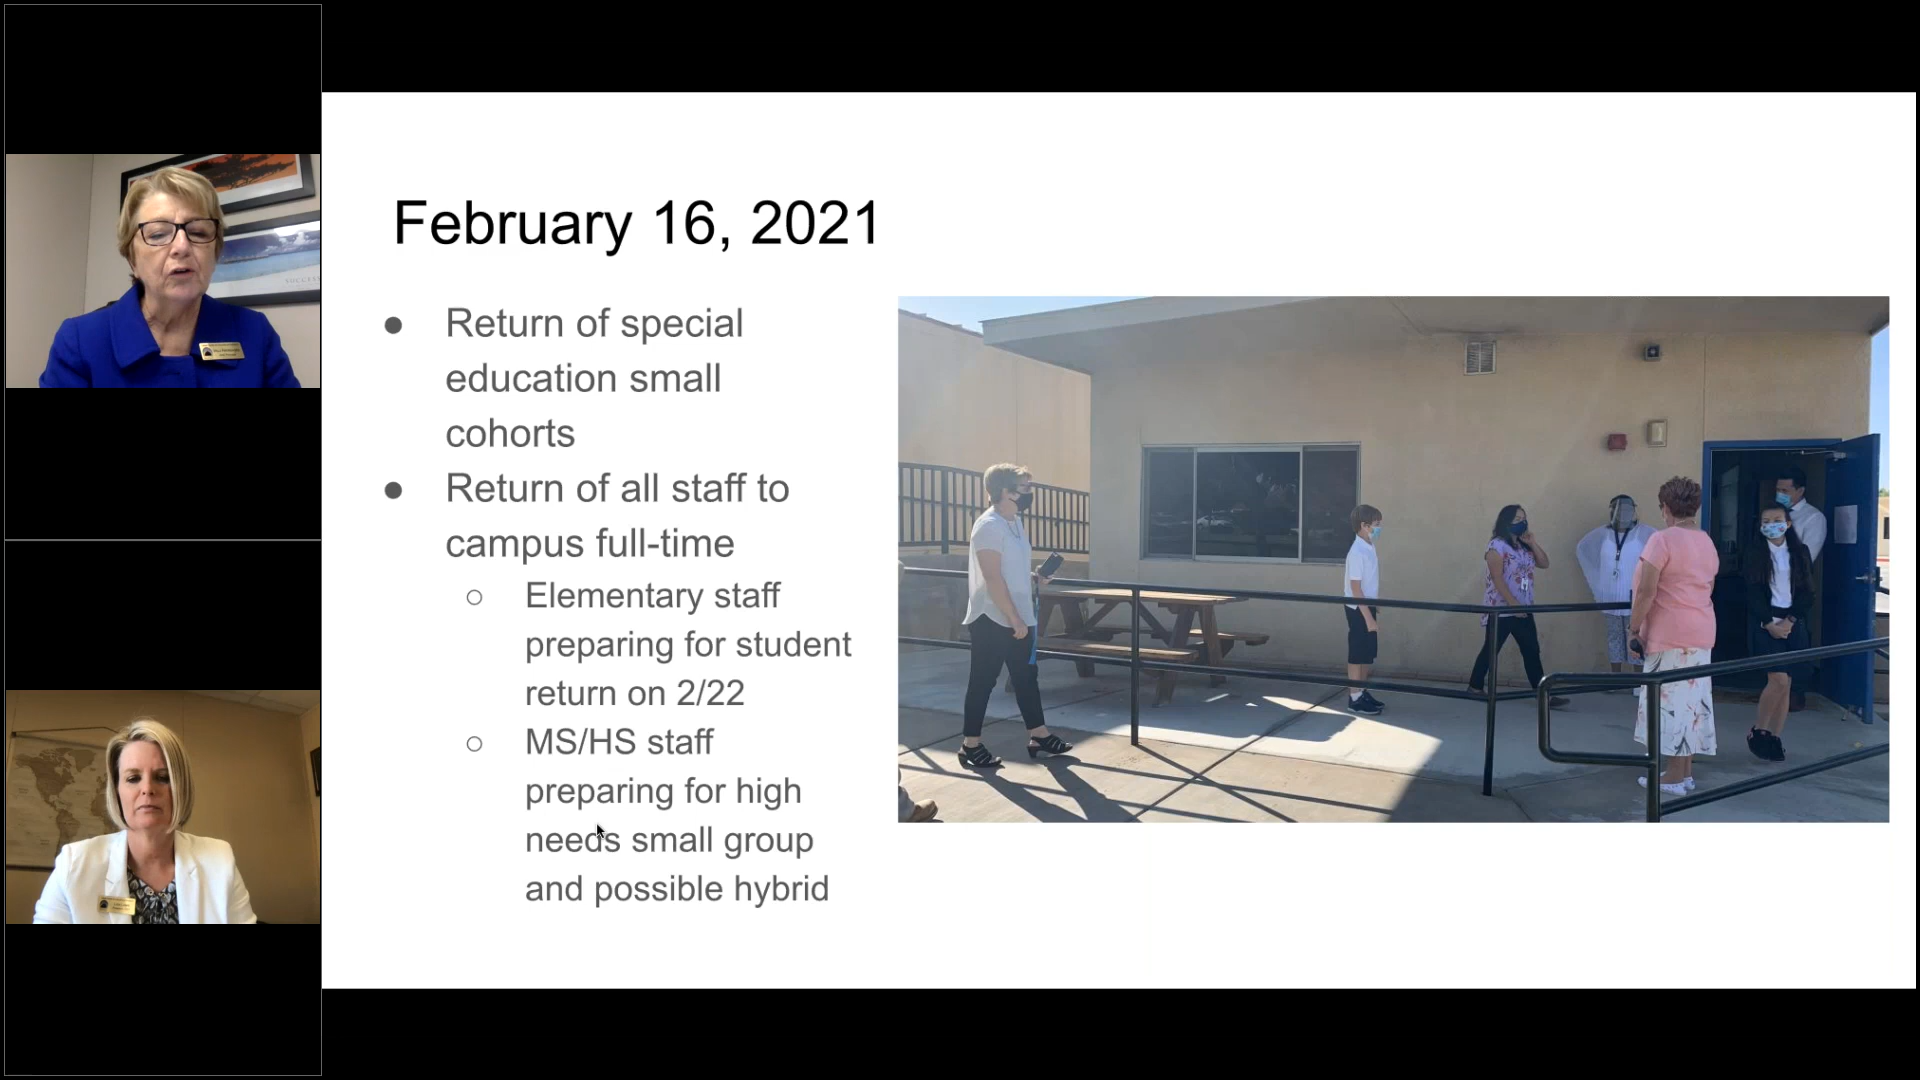 February 16, 2021
● Return of special
education small
cohorts
● Return of all staff to
campus full-time
○ Elementary staff
preparing for student
return on 2/22
○ MS/HS staff
preparing for high
needs small group
and possible hybrid